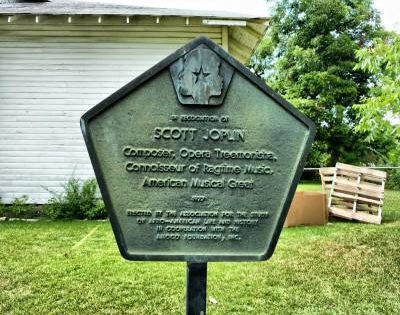 IN RECOGNITION OF
SCOTT JOPLIN
Composer, Opera Treemonisha,
Connoisseur of Ragtime Music,
American Musical Great
ERECTED BY THE ASSOCIATION FOR THE STUDY
OF AFRO-AMERICAN LIFE AND HISTORY
IN COOPERATION WITH THE
AMOCO FOUNDATION, INC.